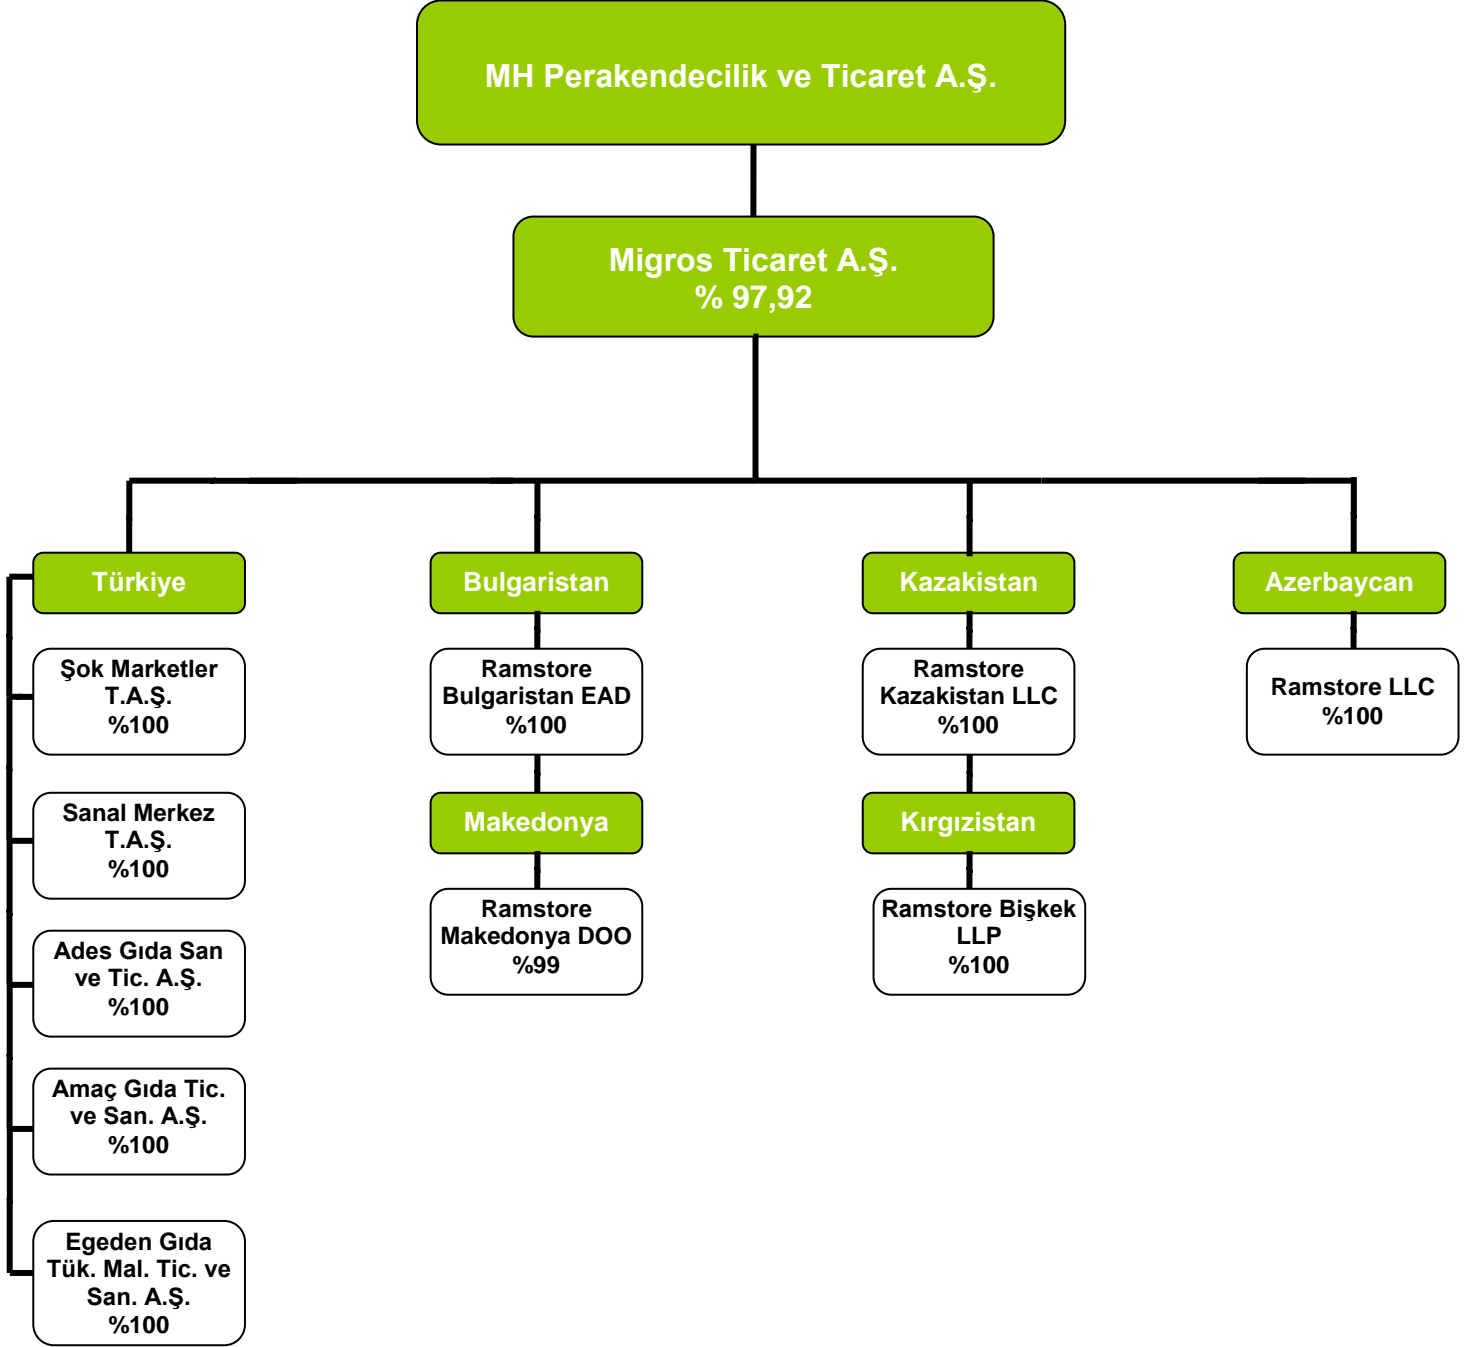 MH Perakendecilik ve Ticaret A.Ş.
Migros Ticaret A.Ş.
% 97,92
Türkiye
Bulgaristan
Kazakistan
Azerbaycan
Şok Marketler
T.A.Ş.
%100
Ramstore
Bulgaristan EAD
%100
Ramstore
Kazakistan LLC
%100
Ramstore LLC
%100
Sanal Merkez
T.A.Ş.
%100
Makedonya
Kırgızistan
Ades Gıda San
ve Tic. A.Ş.
%100
Ramstore
Makedonya DOO
%99
Ramstore Bişkek
LLP
%100
Amaç Gıda Tic.
ve San. A.Ş.
%100
Egeden Gıda
Tük. Mal. Tic. ve
San. A.Ş.
%100